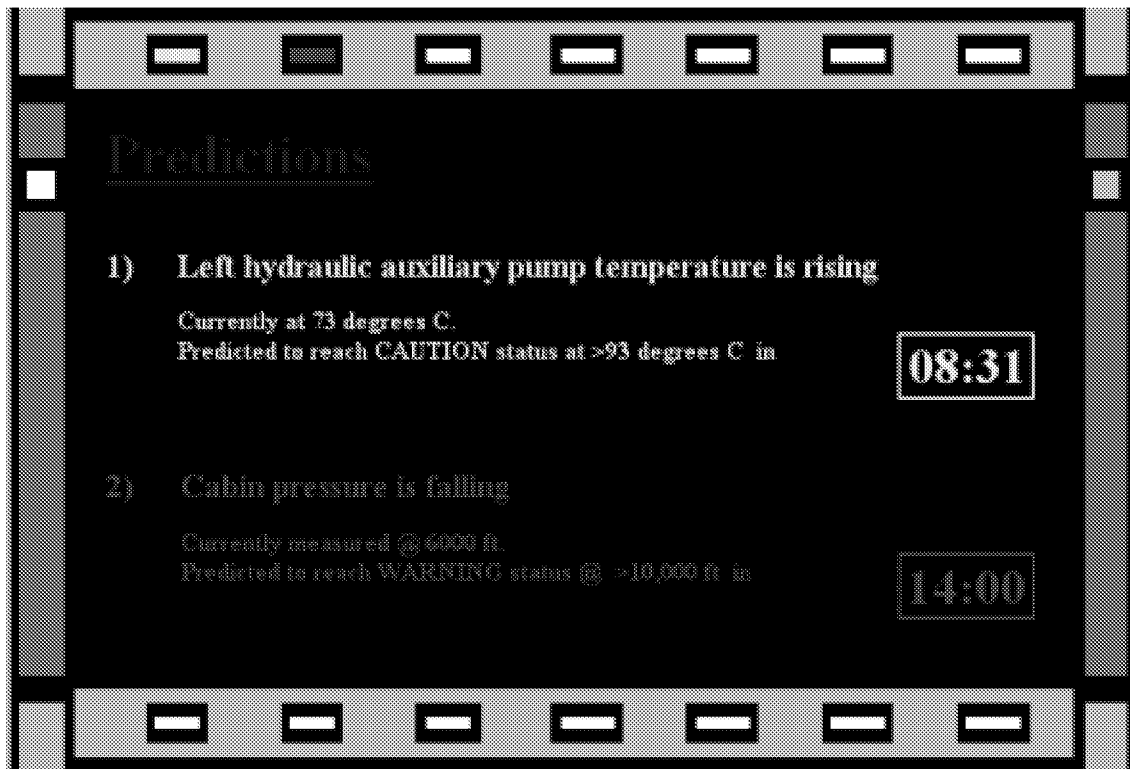 Predictions
1) Left hydraulic auxiliary pump temperature is rising
Currently at 73 degrees C.
Predicted to reach CAUTION status at >93 degrees C in
08:31
2) Cabin pressure is falling
Currently measured @ 6000 ft.
Predicted to reach WARNING status @ >10,000 ft in
14:00